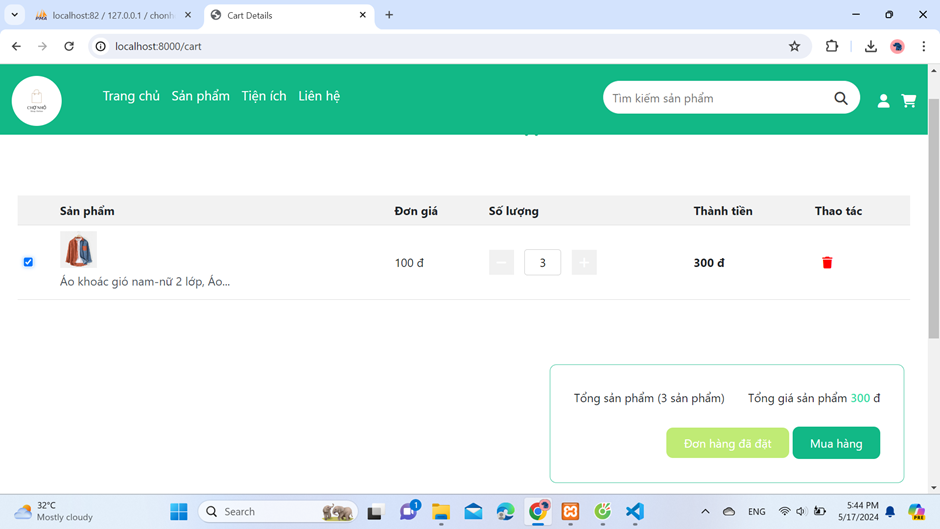 localhost:82 / 127.0.0.1 / chonh
Cart Details
localhost:8000/cart
CHỢ NHỎ
Trang chủ Sản phẩm Tiện ích Liên hệ
Tìm kiếm sản phẩm
Sản phẩm Đơn giá Số lượng Thành tiền Thao tác
100 đ 3 300 đ
Áo khoác gió nam-nữ 2 lớp, Áo...
Tổng sản phẩm (3 sản phẩm) Tổng giá sản phẩm 300 đ
Đơn hàng đã đặt Mua hàng
32°C
Mostly cloudy
Search
1
ENG
5:44 PM
5/17/2024